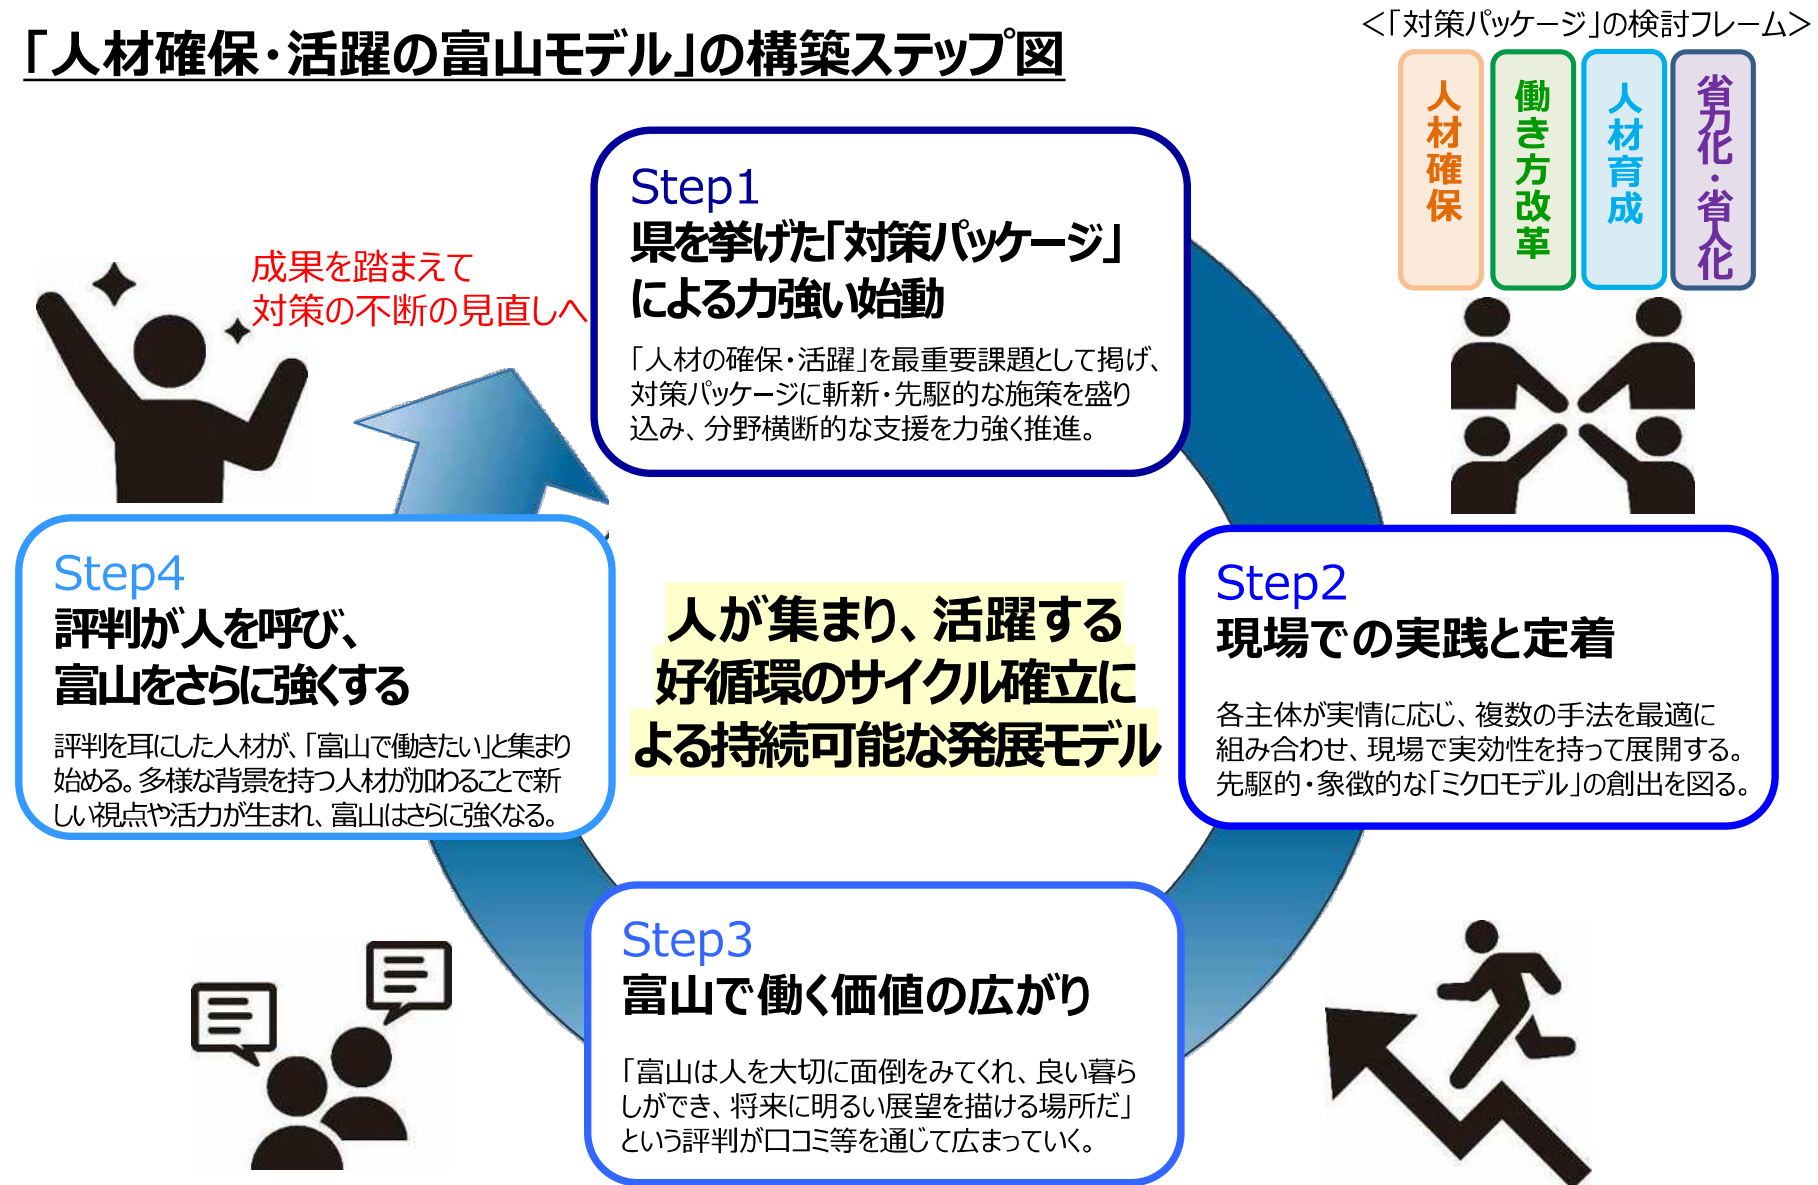 「人材確保・活躍の富山モデル」の構築ステップ図
＜「対策パッケージ」の検討フレーム＞
人材確保
働き方改革
人材育成
省力化・省人化
Step1
県を挙げた「対策パッケージ」
による力強い始動
「人材の確保・活躍」を最重要課題として掲げ、
対策パッケージに斬新・先駆的な施策を盛り
込み、分野横断的な支援を力強く推進。
成果を踏まえて
対策の不断の見直しへ
Step2
現場での実践と定着
各主体が実情に応じ、複数の手法を最適に
組み合わせ、現場で実効性を持って展開する。
先駆的・象徴的な「ミクロモデル」の創出を図る。
人が集まり、活躍する
好循環のサイクル確立に
よる持続可能な発展モデル
Step4
評判が人を呼び、
富山をさらに強くする
評判を耳にした人材が、「富山で働きたい」と集まり
始める。多様な背景を持つ人材が加わることで新
しい視点や活力が生まれ、富山はさらに強くなる。
Step3
富山で働く価値の広がり
「富山は人を大切に面倒をみてくれ、良い暮ら
しができ、将来に明るい展望を描ける場所だ」
という評判が口コミ等を通じて広まっていく。